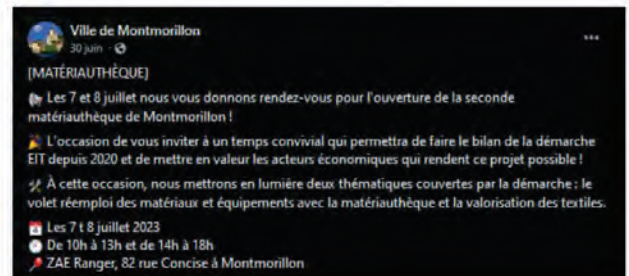 Ville de Montmorillon
30 juin ·
...
[MATÉRIAUTHÈQUE]
Les 7 et 8 juillet nous vous donnons rendez-vous pour l'ouverture de la seconde
matériauthèque de Montmorillon !
🎉 L'occasion de vous inviter à un temps convivial qui permettra de faire le bilan de la démarche
EIT depuis 2020 et de mettre en valeur les acteurs économiques qui rendent ce projet possible !
🛠 À cette occasion, nous mettrons en lumière deux thématiques couvertes par la démarche : le
volet réemploi des matériaux et équipements avec la matériauthèque et la valorisation des textiles.
📅 Les 7 t 8 juillet 2023
🕙 De 10h à 13h et de 14h à 18h
📍 ZAE Ranger, 82 rue Concise à Montmorillon